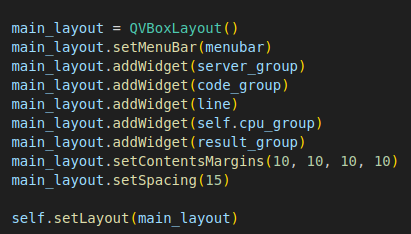 main_layout = QVBoxLayout()
main_layout.setMenuBar(menubar)
main_layout.addWidget(server_group)
main_layout.addWidget(code_group)
main_layout.addWidget(line)
main_layout.addWidget(self.cpu_group)
main_layout.addWidget(result_group)
main_layout.setContentsMargins(10, 10, 10, 10)
main_layout.setSpacing(15)
self.setLayout(main_layout)